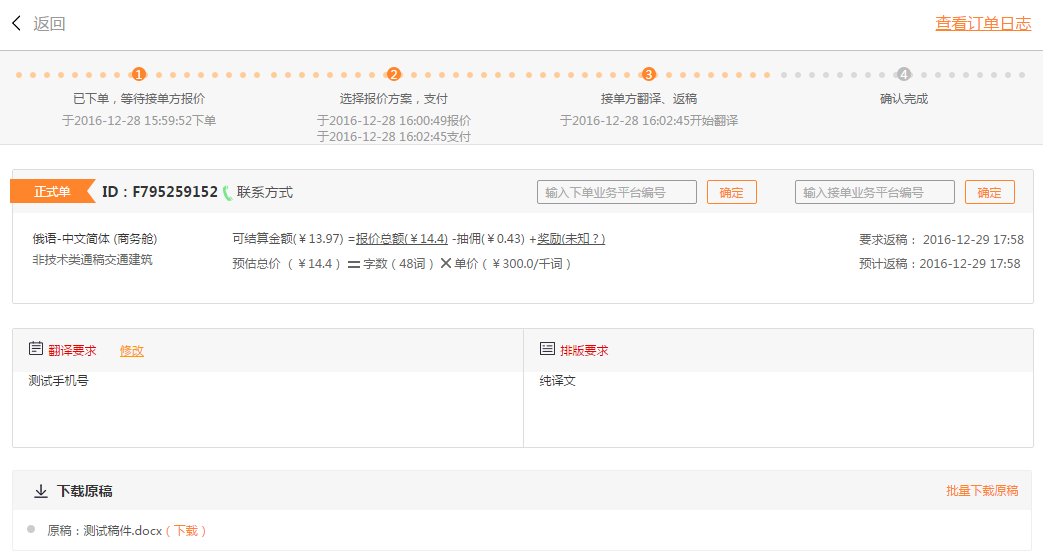 返回
查看订单日志
1
2
3
4
已下单，等待接单方报价
选择报价方案，支付
接单方翻译、返稿
确认完成
于2016-12-28 15:59:52下单
于2016-12-28 16:00:49报价
于2016-12-28 16:02:45开始翻译
于2016-12-28 16:02:45支付
正式单
ID：F795259152 联系方式
输入下单业务平台编号
确定
输入接单业务平台编号
确定
俄语-中文简体 (商务舱)
可结算金额(￥13.97) =报价总额(￥14.4) -抽佣(￥0.43) +奖励(未知？)
要求返稿： 2016-12-29 17:58
非技术类通稿交通建筑
预估总价 （￥14.4 ）=字数（48词）×单价（￥300.0/千词 ）
预计返稿：2016-12-29 17:58
翻译要求
修改
排版要求
测试手机号
纯译文
下载原稿
批量下载原稿
原稿：测试稿件.docx（下载 ）